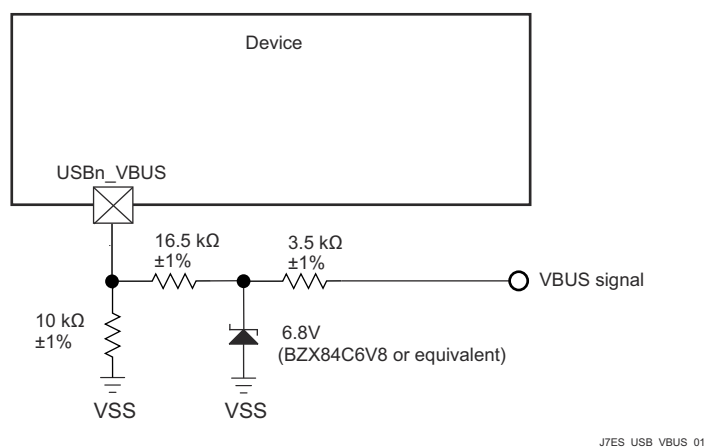 Device
USBn_VBUS
16.5 kΩ
±1%
3.5 kΩ
±1%
VBUS signal
10 kΩ
±1%
6.8V
(BZX84C6V8 or equivalent)
VSS
VSS
J7ES_USB_VBUS_01